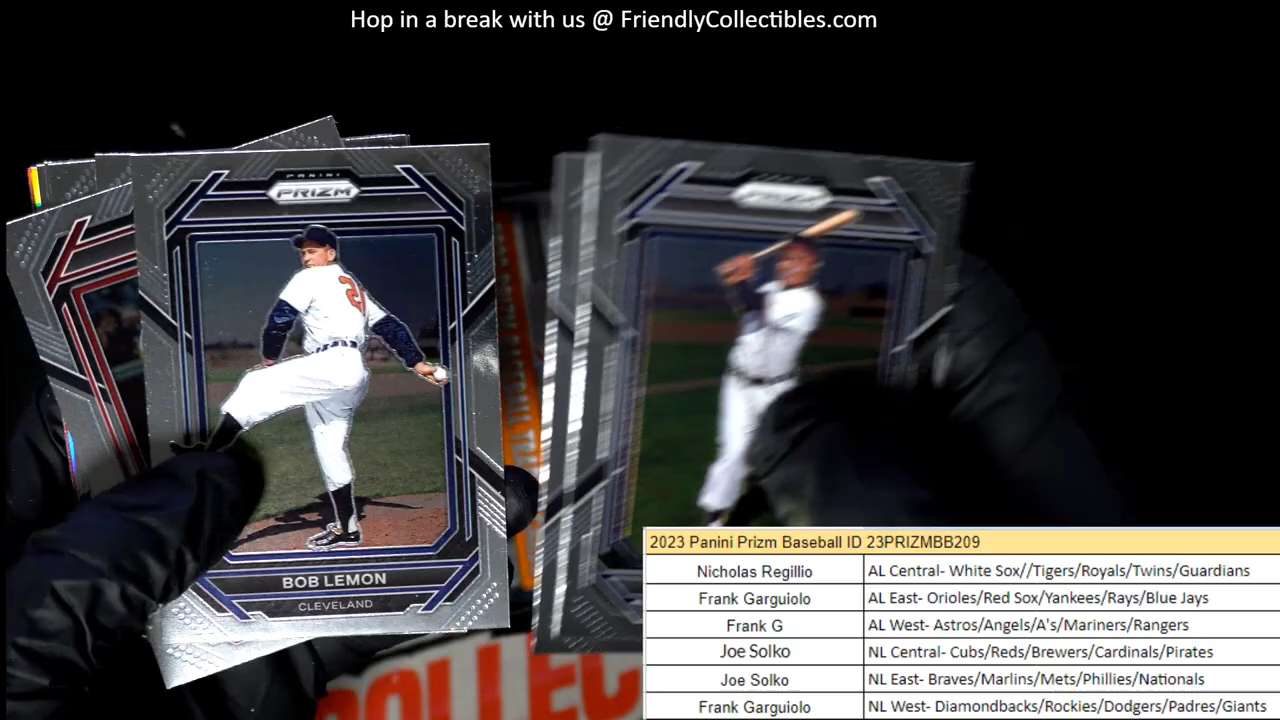 Hop in a break with us @ FriendlyCollectibles.com
PANINI
PRIZM
2
BOB LEMON
CLEVELAND
COLLEC
2023 Panini Prizm Baseball ID 23PRIZMBB209
Nicholas Regillio AL Central- White Sox//Tigers/Royals/Twins/Guardians
Frank Garguiolo AL East- Orioles/Red Sox/Yankees/Rays/Blue Jays
Frank G AL West- Astros/Angels/A's/Mariners/Rangers
Joe Solko NL Central- Cubs/Reds/Brewers/Cardinals/Pirates
Joe Solko NL East- Braves/Marlins/Mets/Phillies/Nationals
Frank Garguiolo NL West- Diamondbacks/Rockies/Dodgers/Padres/Giants